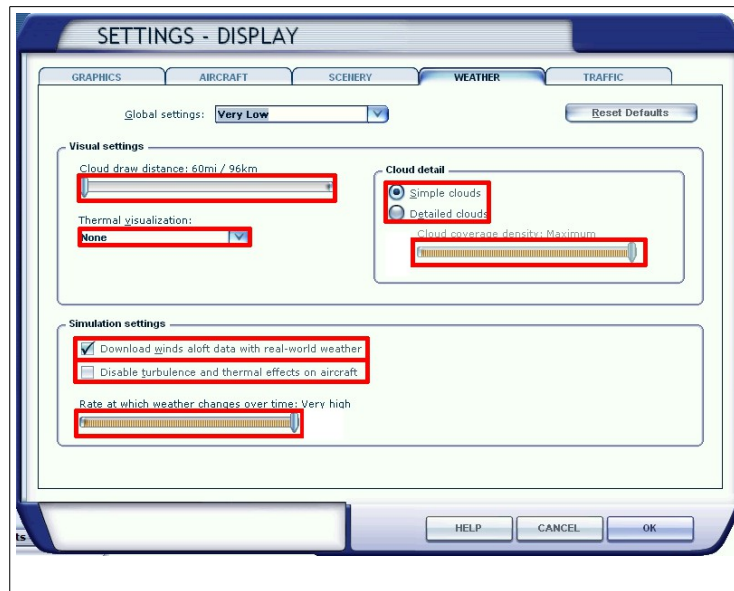 SETTINGS - DISPLAY
GRAPHICS AIRCRAFT SCENERY WEATHER TRAFFIC
Global settings: Very Low Reset Defaults
Visual settings
Cloud draw distance: 60mi / 96km
Cloud detail
Simple clouds
Detailed clouds
Thermal visualization:
None
Cloud coverage density: Maximum
Simulation settings
Download winds aloft data with real-world weather
Disable turbulence and thermal effects on aircraft
Rate at which weather changes over time: Very high
HELP CANCEL OK
ts